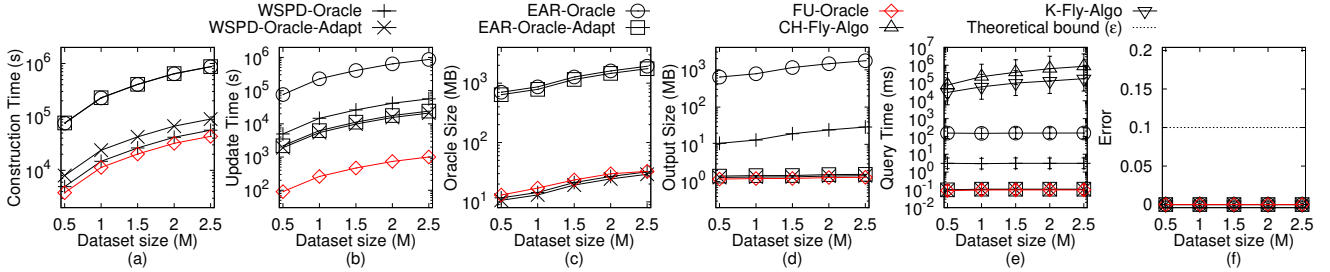 WSPD-Oracle
WSPD-Oracle-Adapt
EAR-Oracle
EAR-Oracle-Adapt
FU-Oracle
CH-Fly-Algo
K-Fly-Algo
Theoretical bound (ε)
Construction Time (s)
10^6
10^5
10^4
0.5 1 1.5 2 2.5
Dataset size (M)
(a)
Update Time (s)
10^6
10^5
10^4
10^3
10^2
0.5 1 1.5 2 2.5
Dataset size (M)
(b)
Oracle Size (MB)
10^3
10^2
10^1
0.5 1 1.5 2 2.5
Dataset size (M)
(c)
Output Size (MB)
10^3
10^2
10^1
10^0
0.5 1 1.5 2 2.5
Dataset size (M)
(d)
Query Time (ms)
10^7
10^6
10^5
10^4
10^3
10^2
10^1
10^0
10^-1
10^-2
0.5 1 1.5 2 2.5
Dataset size (M)
(e)
Error
0.2
0.15
0.1
0.05
0
0.5 1 1.5 2 2.5
Dataset size (M)
(f)